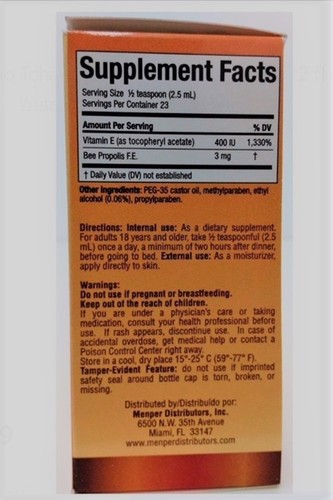 Supplement Facts
Serving Size ½ teaspoon (2.5 mL)
Servings Per Container 23
Amount Per Serving % DV
Vitamin E (as tocopheryl acetate) 400 IU 1,330%
Bee Propolis F.E. 3 mg †
† Daily Value (DV) not established
Other ingredients: PEG-35 castor oil, methylparaben, ethyl
alcohol (0.06%), propylparaben.
Directions: Internal use: As a dietary supplement.
For adults 18 years and older, take ½ teaspoonful (2.5
mL) once a day, a minimum of two hours after dinner,
before going to bed. External use: As a moisturizer,
apply directly to skin.
Warnings:
Do not use if pregnant or breastfeeding.
Keep out of the reach of children.
If you are under a physician's care or taking
medication, consult your health professional before
use. If rash appears, discontinue use. In case of
accidental overdose, get medical help or contact a
Poison Control Center right away.
Store in a cool, dry place 15°-25° C (59°-77° F).
Tamper-Evident Feature: do not use if imprinted
safety seal around bottle cap is torn, broken, or
missing.
Distributed by/Distribuido por:
Menper Distributors, Inc.
6500 N.W. 35th Avenue
Miami, FL 33147
www.menperdistributors.com